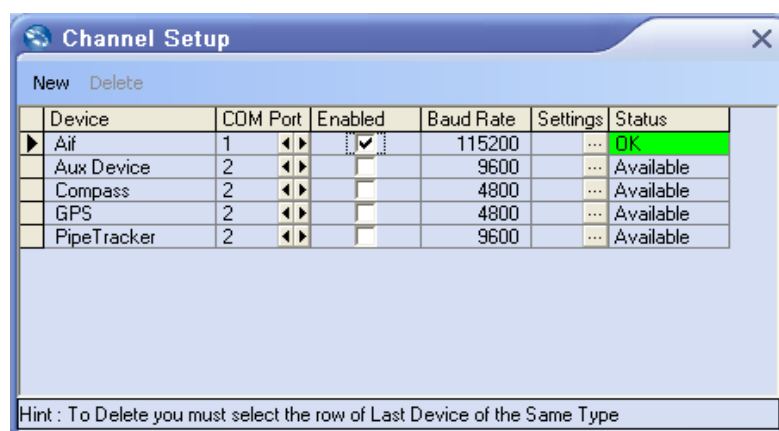 Channel Setup
New Delete
Device COM Port Enabled Baud Rate Settings Status
Aif 1 115200 ... OK
Aux Device 2 9600 ... Available
Compass 2 4800 ... Available
GPS 2 4800 ... Available
PipeTracker 2 9600 ... Available
Hint : To Delete you must select the row of Last Device of the Same Type